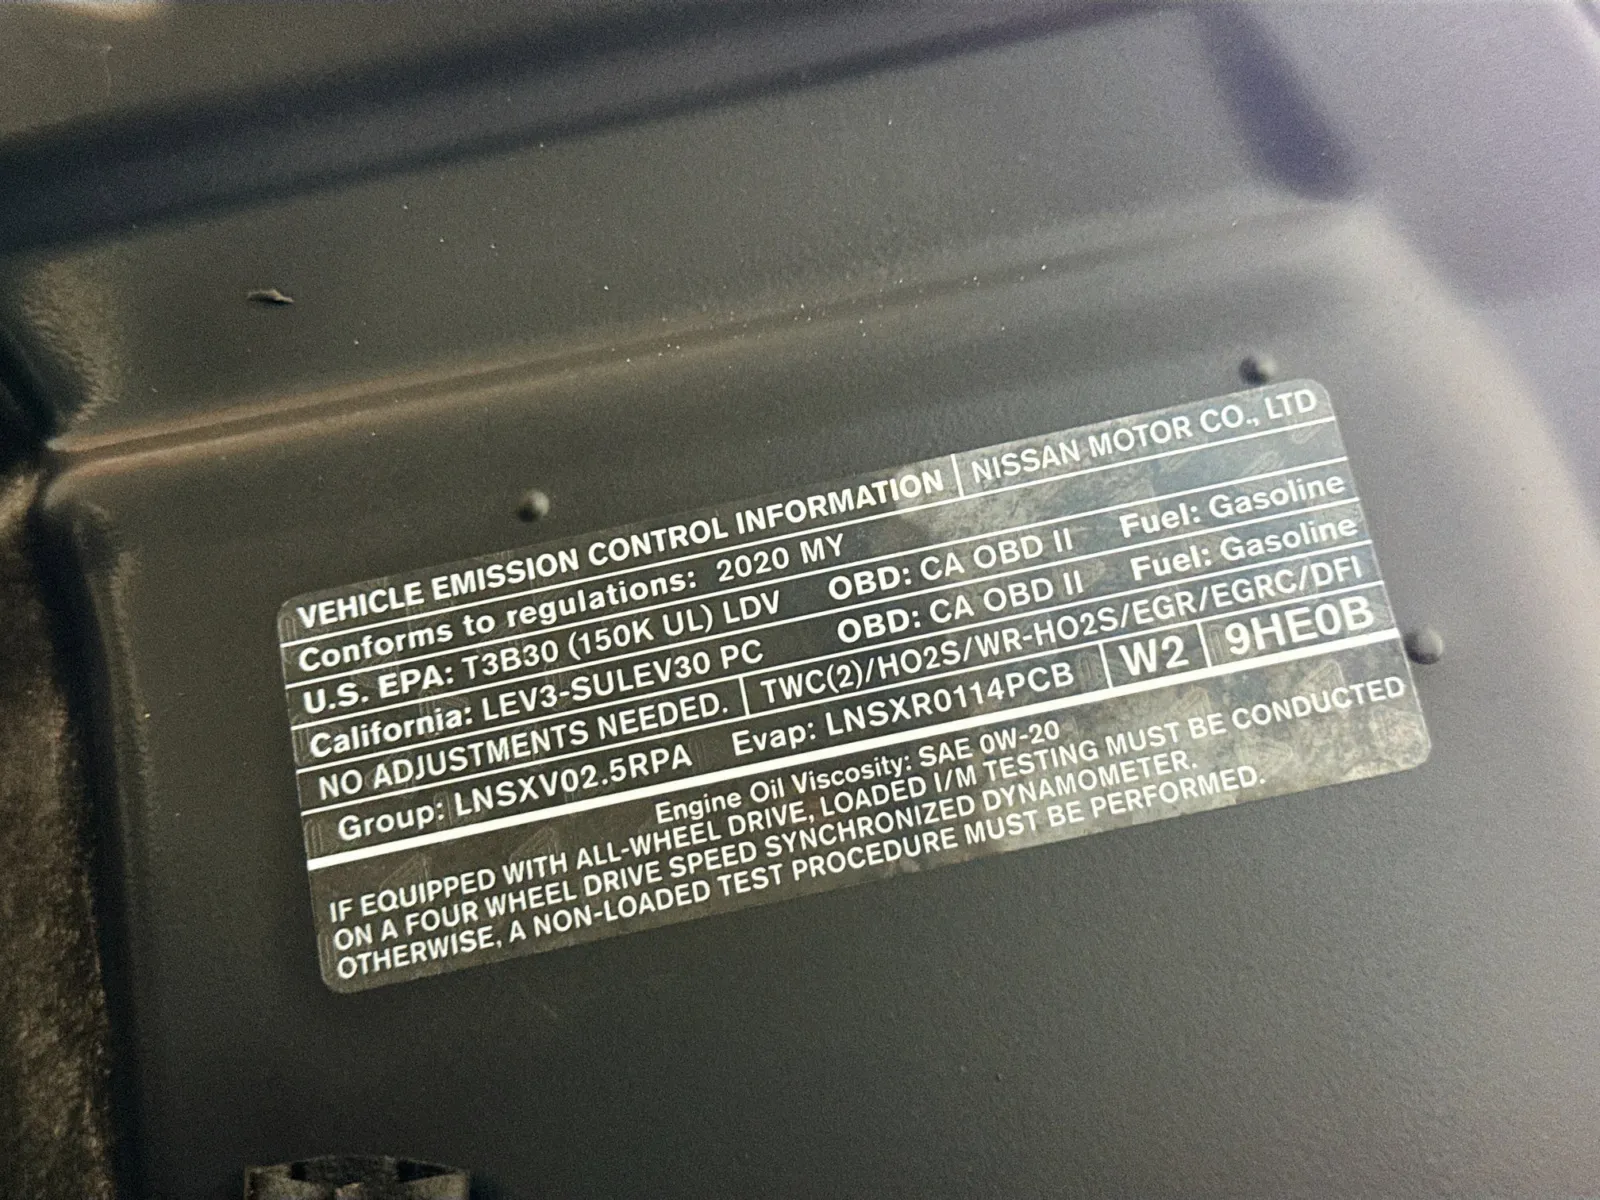 VEHICLE EMISSION CONTROL INFORMATION NISSAN MOTOR CO., LTD
Conforms to regulations: 2020 MY
U.S. EPA: T3B30 (150K UL) LDV OBD: CA OBD II Fuel: Gasoline
California: LEV3-SULEV30 PC OBD: CA OBD II Fuel: Gasoline
NO ADJUSTMENTS NEEDED. TWC(2)/HO2S/WR-HO2S/EGR/EGRC/DFI
Group: LNSXV02.5RPA Evap: LNSXR0114PCB W2 9HE0B
Engine Oil Viscosity: SAE 0W-20
IF EQUIPPED WITH ALL-WHEEL DRIVE, LOADED I/M TESTING MUST BE CONDUCTED
ON A FOUR WHEEL DRIVE SPEED SYNCHRONIZED DYNAMOMETER.
OTHERWISE, A NON-LOADED TEST PROCEDURE MUST BE PERFORMED.